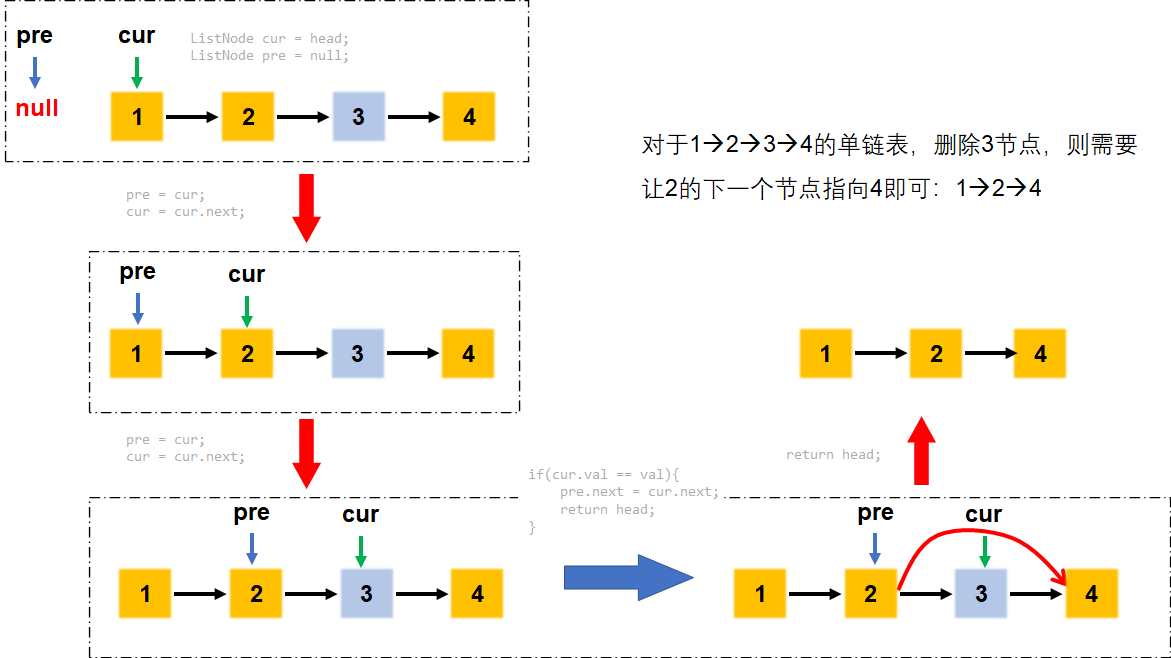 pre
cur
ListNode cur = head;
ListNode pre = null;
null
1
2
3
4
对于1→2→3→4的单链表，删除3节点，则需要
让2的下一个节点指向4即可：1→2→4
pre = cur;
cur = cur.next;
pre
cur
1
2
3
4
1
2
4
pre = cur;
cur = cur.next;
return head;
if(cur.val == val){
    pre.next = cur.next;
    return head;
}
pre
cur
1
2
3
4
pre
cur
1
2
3
4